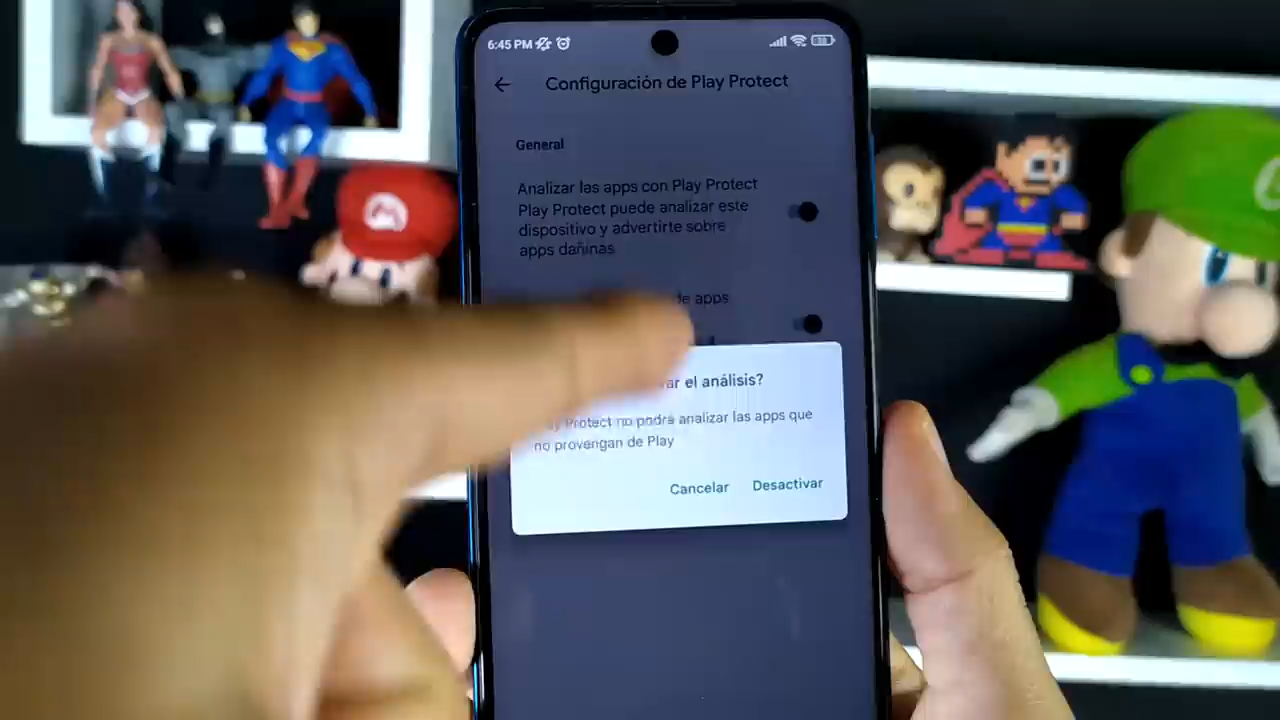 6:45 PM
Configuración de Play Protect
General
Analizar las apps con Play Protect
Play Protect puede analizar este
dispositivo y advertirte sobre
apps dañinas
de apps
el análisis?
Protect no podrá analizar las apps que
no provengan de Play
Cancelar Desactivar